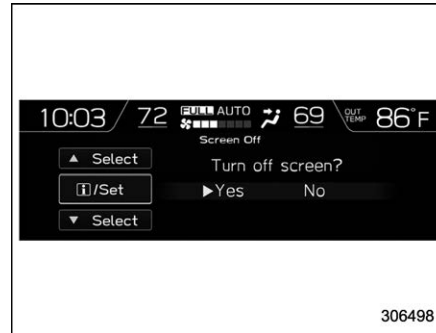 10:03 72 FULL AUTO 69 OUT TEMP 86°F
Screen Off
▲ Select
Turn off screen?
i/Set
▶Yes No
▼ Select
306498